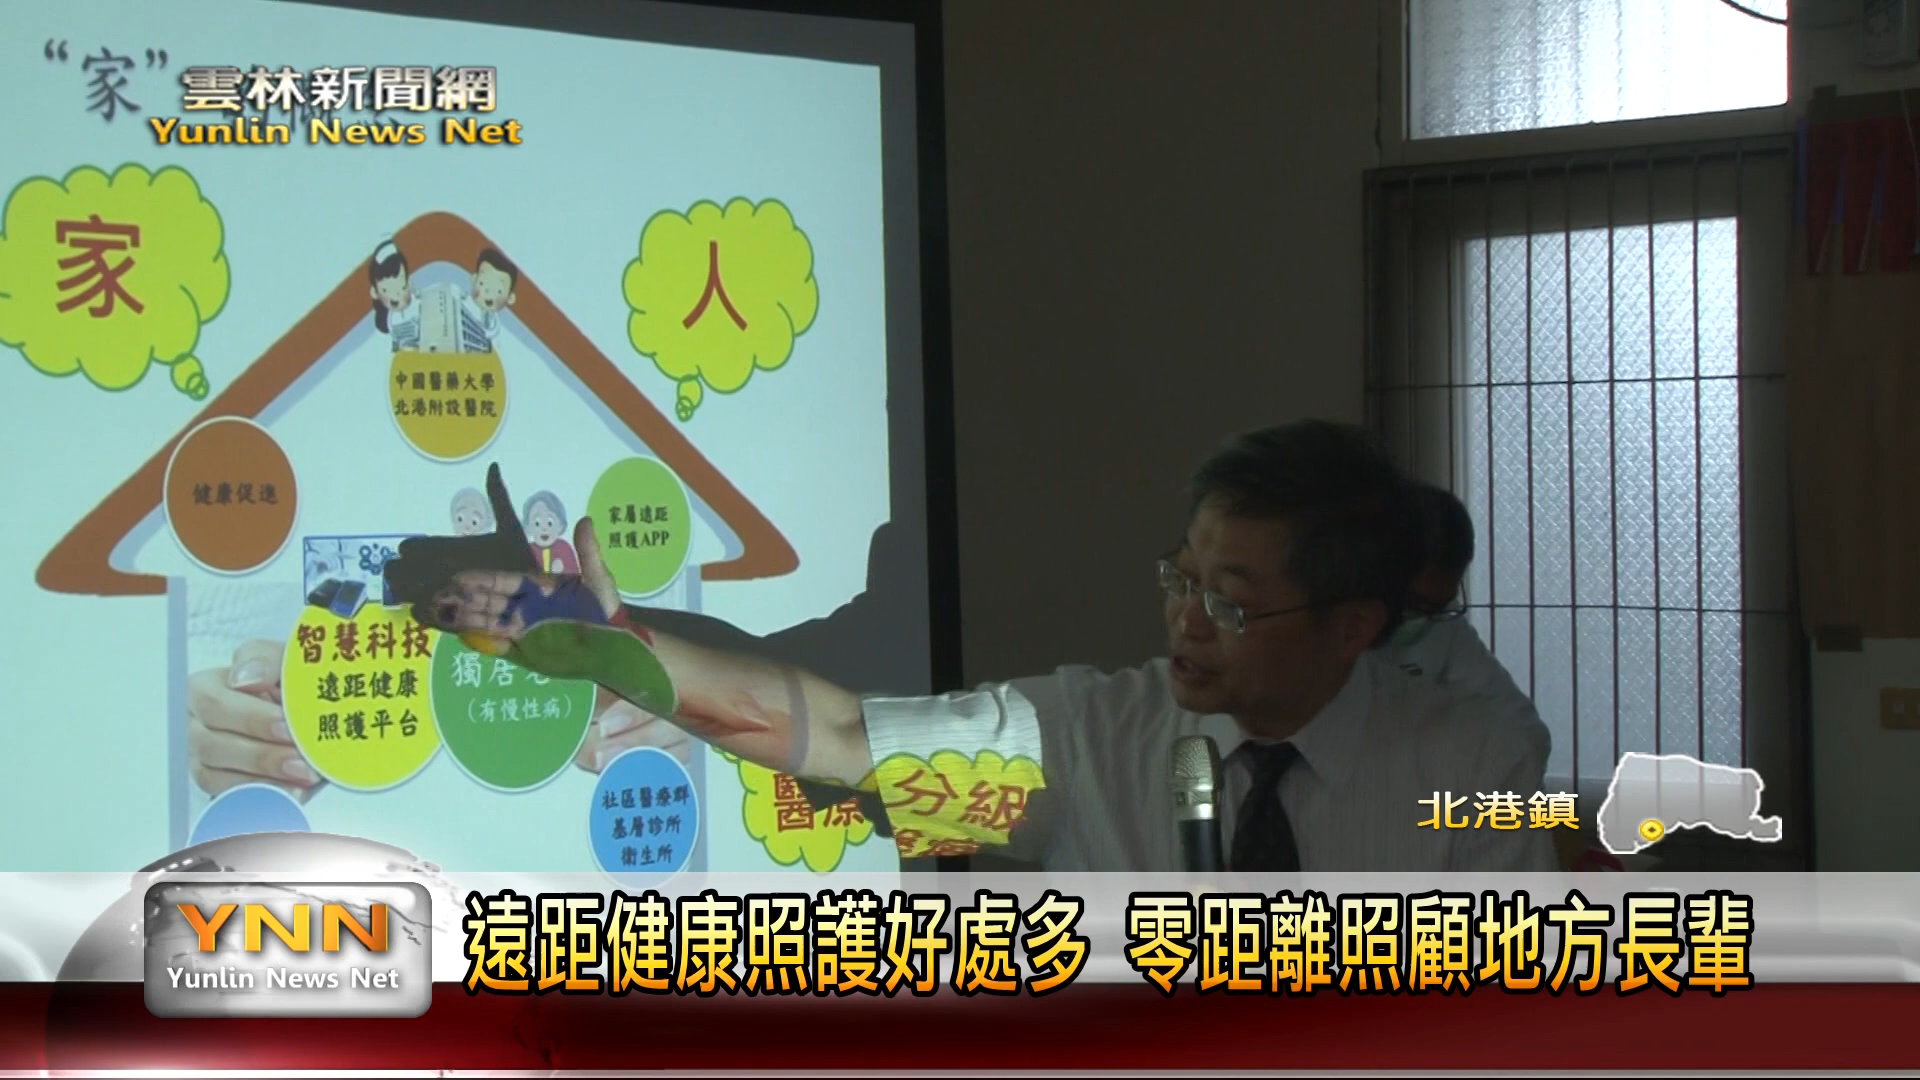 “家”
雲林新聞網
Yunlin News Net
家
人
中國醫藥大學
北港附設醫院
健康促進
家屬遠距
照護APP
智慧科技
遠距健康
照護平台
獨居
(有慢性病)
社區醫療群
基層診所
衛生所
醫療
分級
北港鎮
YNN
Yunlin News Net
遠距健康照護好處多 零距離照顧地方長輩